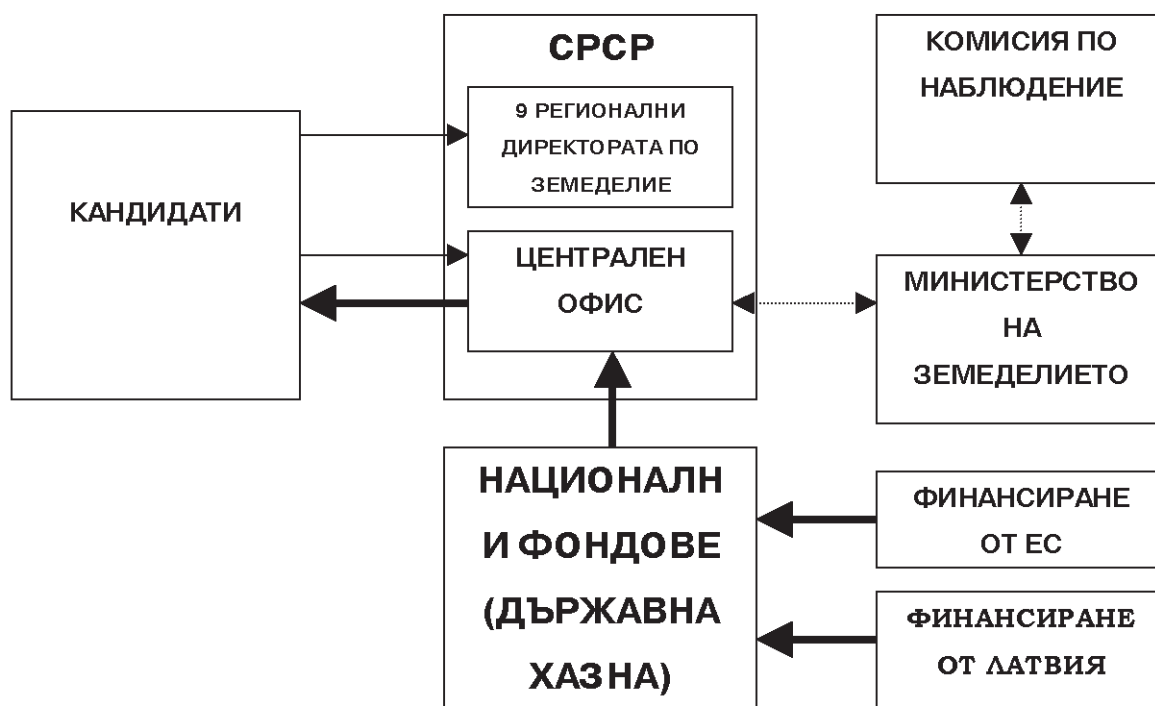 СРСР
9 РЕГИОНАЛНИ
ДИРЕКТОРАТА ПО
ЗЕМЕДЕЛИЕ
КОМИСИЯ ПО
НАБЛЮДЕНИЕ
КАНДИДАТИ
ЦЕНТРАЛЕН
ОФИС
МИНИСТЕРСТВО
НА
ЗЕМЕДЕЛИЕТО
НАЦИОНАЛН
И ФОНДОВЕ
(ДЪРЖАВНА
ХАЗНА)
ФИНАНСИРАНЕ
ОТ ЕС
ФИНАНСИРАНЕ
ОТ ЛАТВИЯ